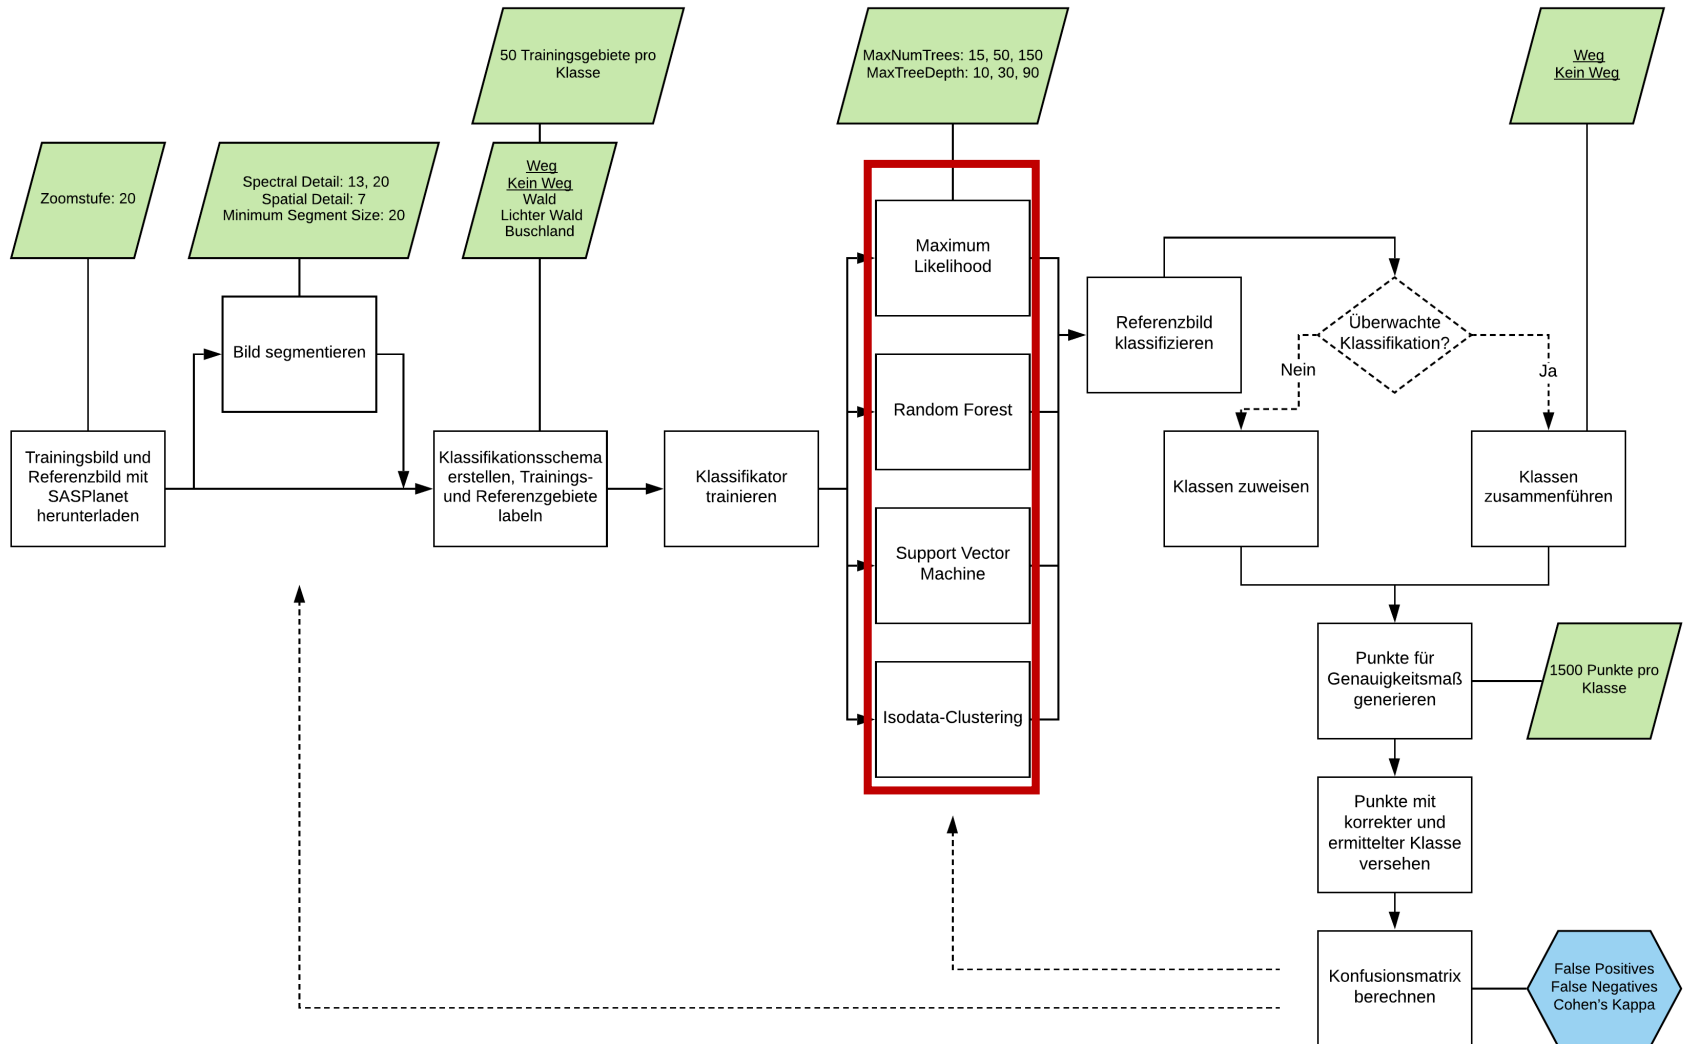 50 Trainingsgebiete pro
Klasse
MaxNumTrees: 15, 50, 150
MaxTreeDepth: 10, 30, 90
Weg
Kein Weg
Zoomstufe: 20
Spectral Detail: 13, 20
Spatial Detail: 7
Minimum Segment Size: 20
Weg
Kein Weg
Wald
Lichter Wald
Buschland
Bild segmentieren
Trainingsbild und
Referenzbild mit
SASPlanet
herunterladen
Klassifikationsschema
erstellen, Trainings-
und Referenzgebiete
labeln
Klassifikator
trainieren
Maximum
Likelihood
Random Forest
Support Vector
Machine
Isodata-Clustering
Referenzbild
klassifizieren
Überwachte
Klassifikation?
Nein
Ja
Klassen zuweisen
Klassen
zusammenführen
Punkte für
Genauigkeitsmaß
generieren
1500 Punkte pro
Klasse
Punkte mit
korrekter und
ermittelter Klasse
versehen
Konfusionsmatrix
berechnen
False Positives
False Negatives
Cohen's Kappa